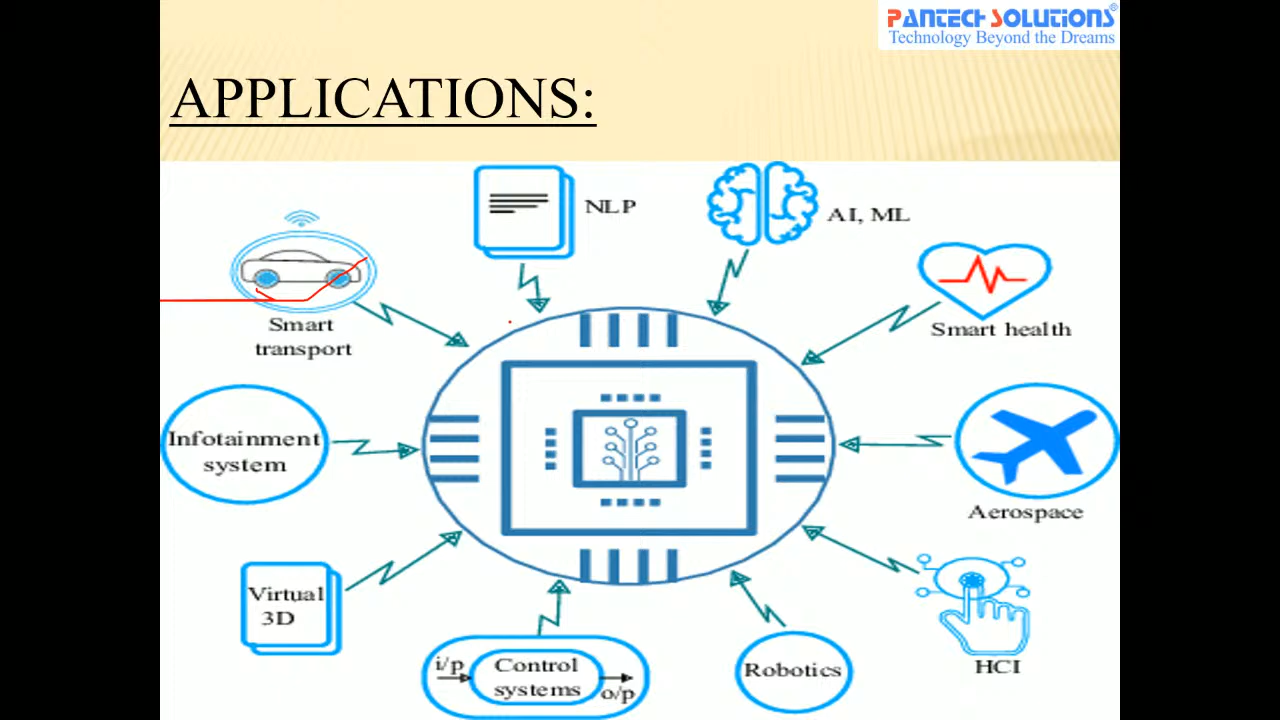 PANTECH SOLUTIONS®
Technology Beyond the Dreams
APPLICATIONS:
NLP
AI, ML
Smart
transport
Smart health
Infotainment
system
Aerospace
Virtual
3D
i/p
Control
systems
o/p
Robotics
HCI